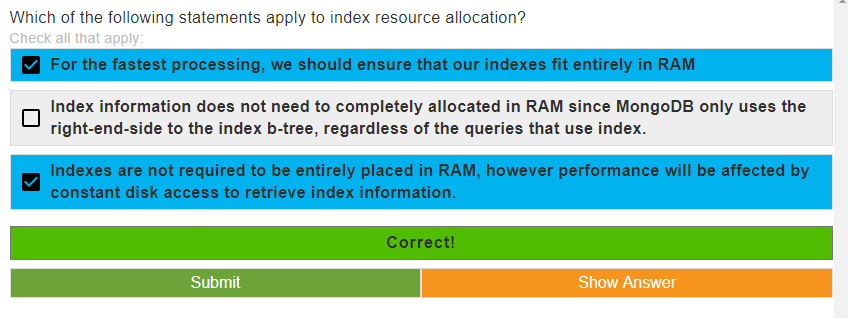 Which of the following statements apply to index resource allocation?
Check all that apply:
For the fastest processing, we should ensure that our indexes fit entirely in RAM
Index information does not need to completely allocated in RAM since MongoDB only uses the
right-end-side to the index b-tree, regardless of the queries that use index.
Indexes are not required to be entirely placed in RAM, however performance will be affected by
constant disk access to retrieve index information.
Correct!
Submit
Show Answer